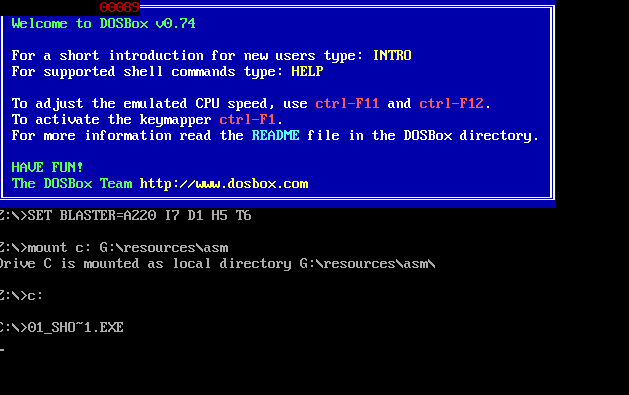 00089
Welcome to DOSBox v0.74
For a short introduction for new users type: INTRO
For supported shell commands type: HELP
To adjust the emulated CPU speed, use ctrl-F11 and ctrl-F12.
To activate the keymapper ctrl-F1.
For more information read the README file in the DOSBox directory.
HAVE FUN!
The DOSBox Team http://www.dosbox.com
Z:\>SET BLASTER=A220 I7 D1 H5 T6
Z:\>mount c: G:\resources\asm
Drive C is mounted as local directory G:\resources\asm\
Z:\>c:
C:\>01_SHO~1.EXE